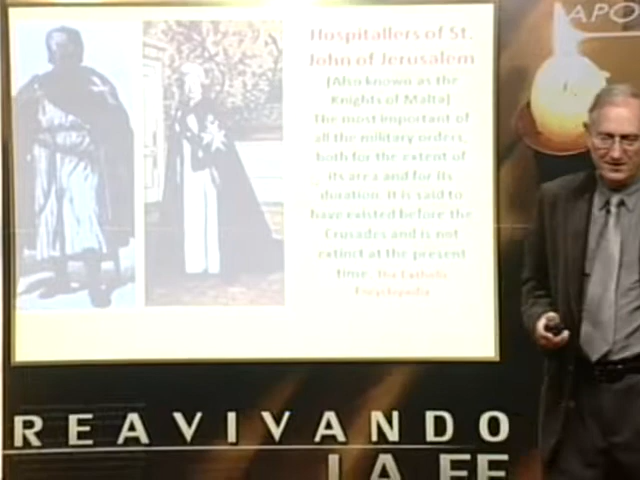 Hospitallers of St.
John of Jerusalem
(Also known as the
Knights of Malta)
The most important of
all the military orders,
both for the extent of
its area and for its
duration. It is said to
have existed before the
Crusades and is not
extinct at the present
time. The Catholic
Encyclopedia
APO
REAVIVANDO
LA FE